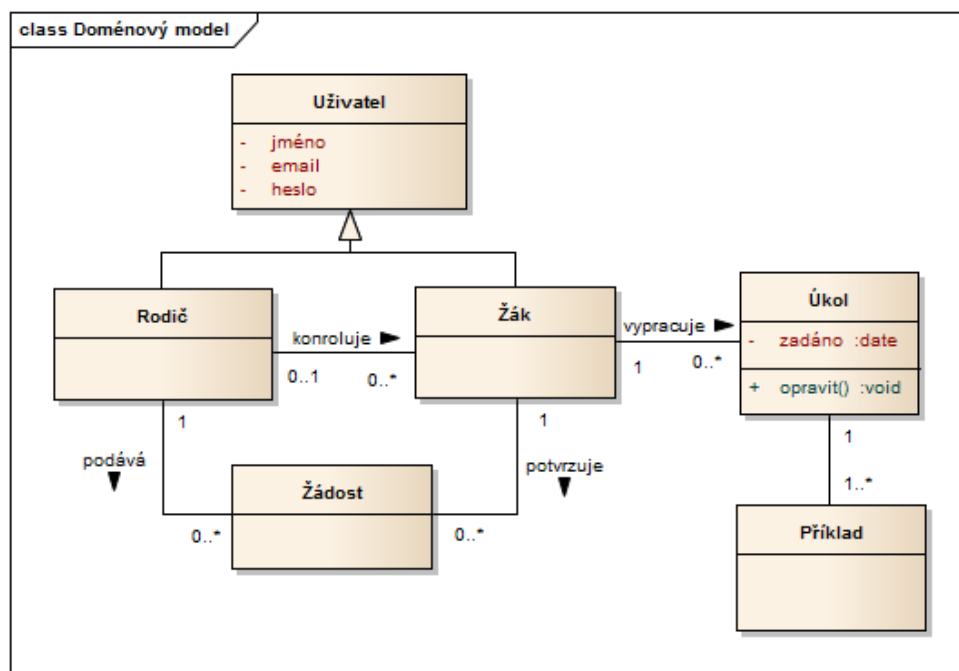 class Doménový model
Uživatel
- jméno
- email
- heslo
Rodič
konroluje
0..1
0..*
Žák
vypracuje
1
0..*
Úkol
- zadáno :date
+ opravit() :void
1
podává
0..*
Žádost
1
potvrzuje
0..*
1
1..*
Příklad